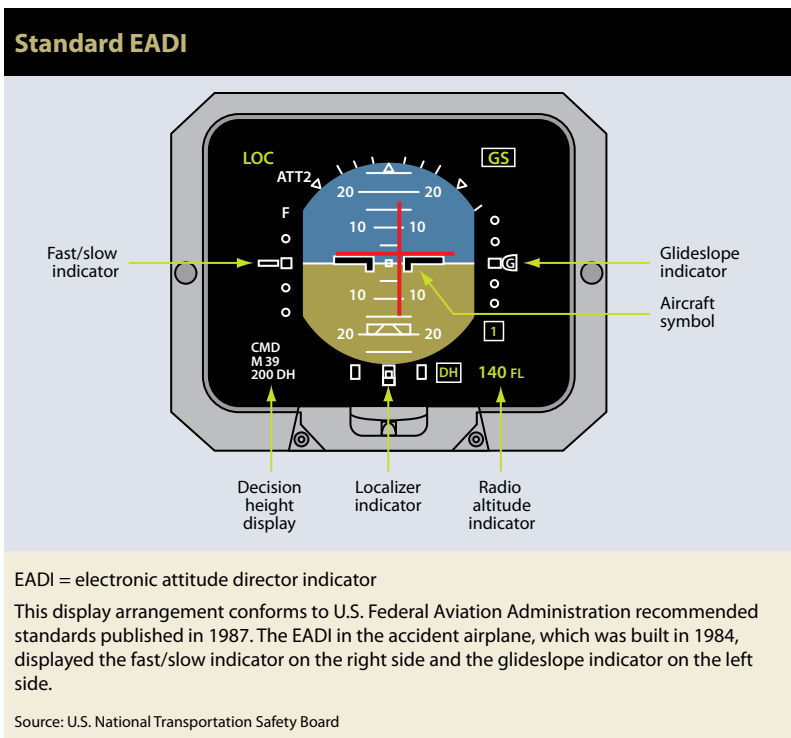 Standard EADI
LOC
GS
ATT2
20 20
F
10 10
G
10 10
20 20
1
CMD
M 39
200 DH
DH
140 FL
Fast/slow
indicator
Glideslope
indicator
Aircraft
symbol
Decision
height
display
Localizer
indicator
Radio
altitude
indicator
EADI = electronic attitude director indicator
This display arrangement conforms to U.S. Federal Aviation Administration recommended
standards published in 1987. The EADI in the accident airplane, which was built in 1984,
displayed the fast/slow indicator on the right side and the glideslope indicator on the left
side.
Source: U.S. National Transportation Safety Board